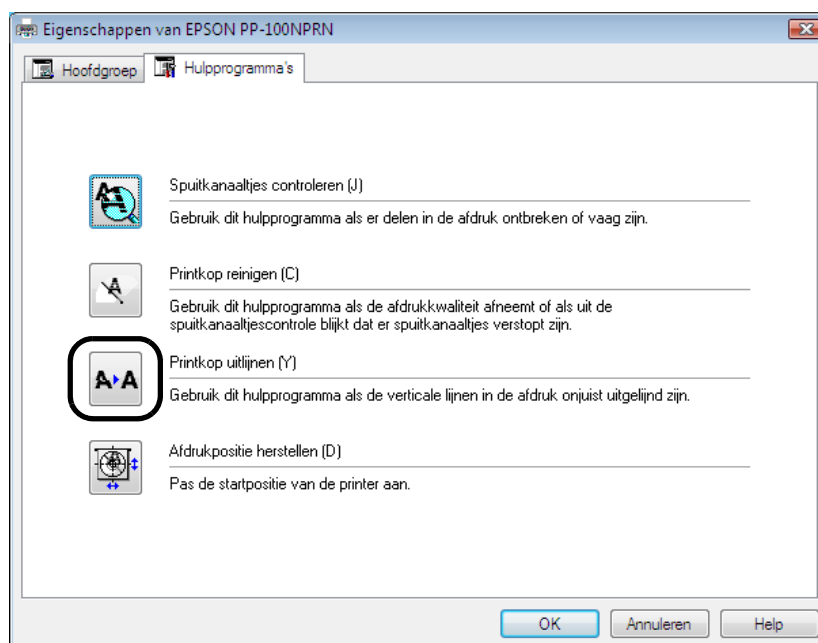 Eigenschappen van EPSON PP-100NPRN
Hoofdgroep
Hulpprogramma's
Spuitkanaaltjes controleren (J)
Gebruik dit hulpprogramma als er delen in de afdruk ontbreken of vaag zijn.
Printkop reinigen (C)
Gebruik dit hulpprogramma als de afdrukkwaliteit afneemt of als uit de
spuitkanaaltjescontrole blijkt dat er spuitkanaaltjes verstopt zijn.
Printkop uitlijnen (Y)
Gebruik dit hulpprogramma als de verticale lijnen in de afdruk onjuist uitgelijnd zijn.
Afdrukpositie herstellen (D)
Pas de startpositie van de printer aan.
OK
Annuleren
Help